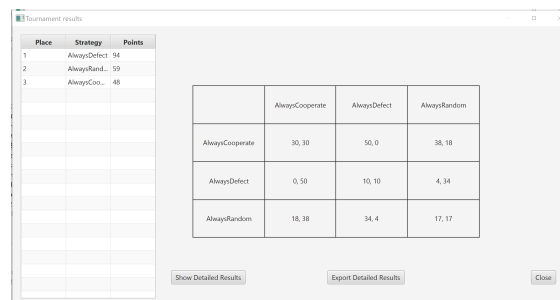 Tournament results
Place Strategy Points
1 AlwaysDefect 94
2 AlwaysRand... 59
3 AlwaysCoo... 48
AlwaysCooperate AlwaysDefect AlwaysRandom
AlwaysCooperate 30, 30 50, 0 38, 18
AlwaysDefect 0, 50 10, 10 4, 34
AlwaysRandom 18, 38 34, 4 17, 17
Show Detailed Results Export Detailed Results Close